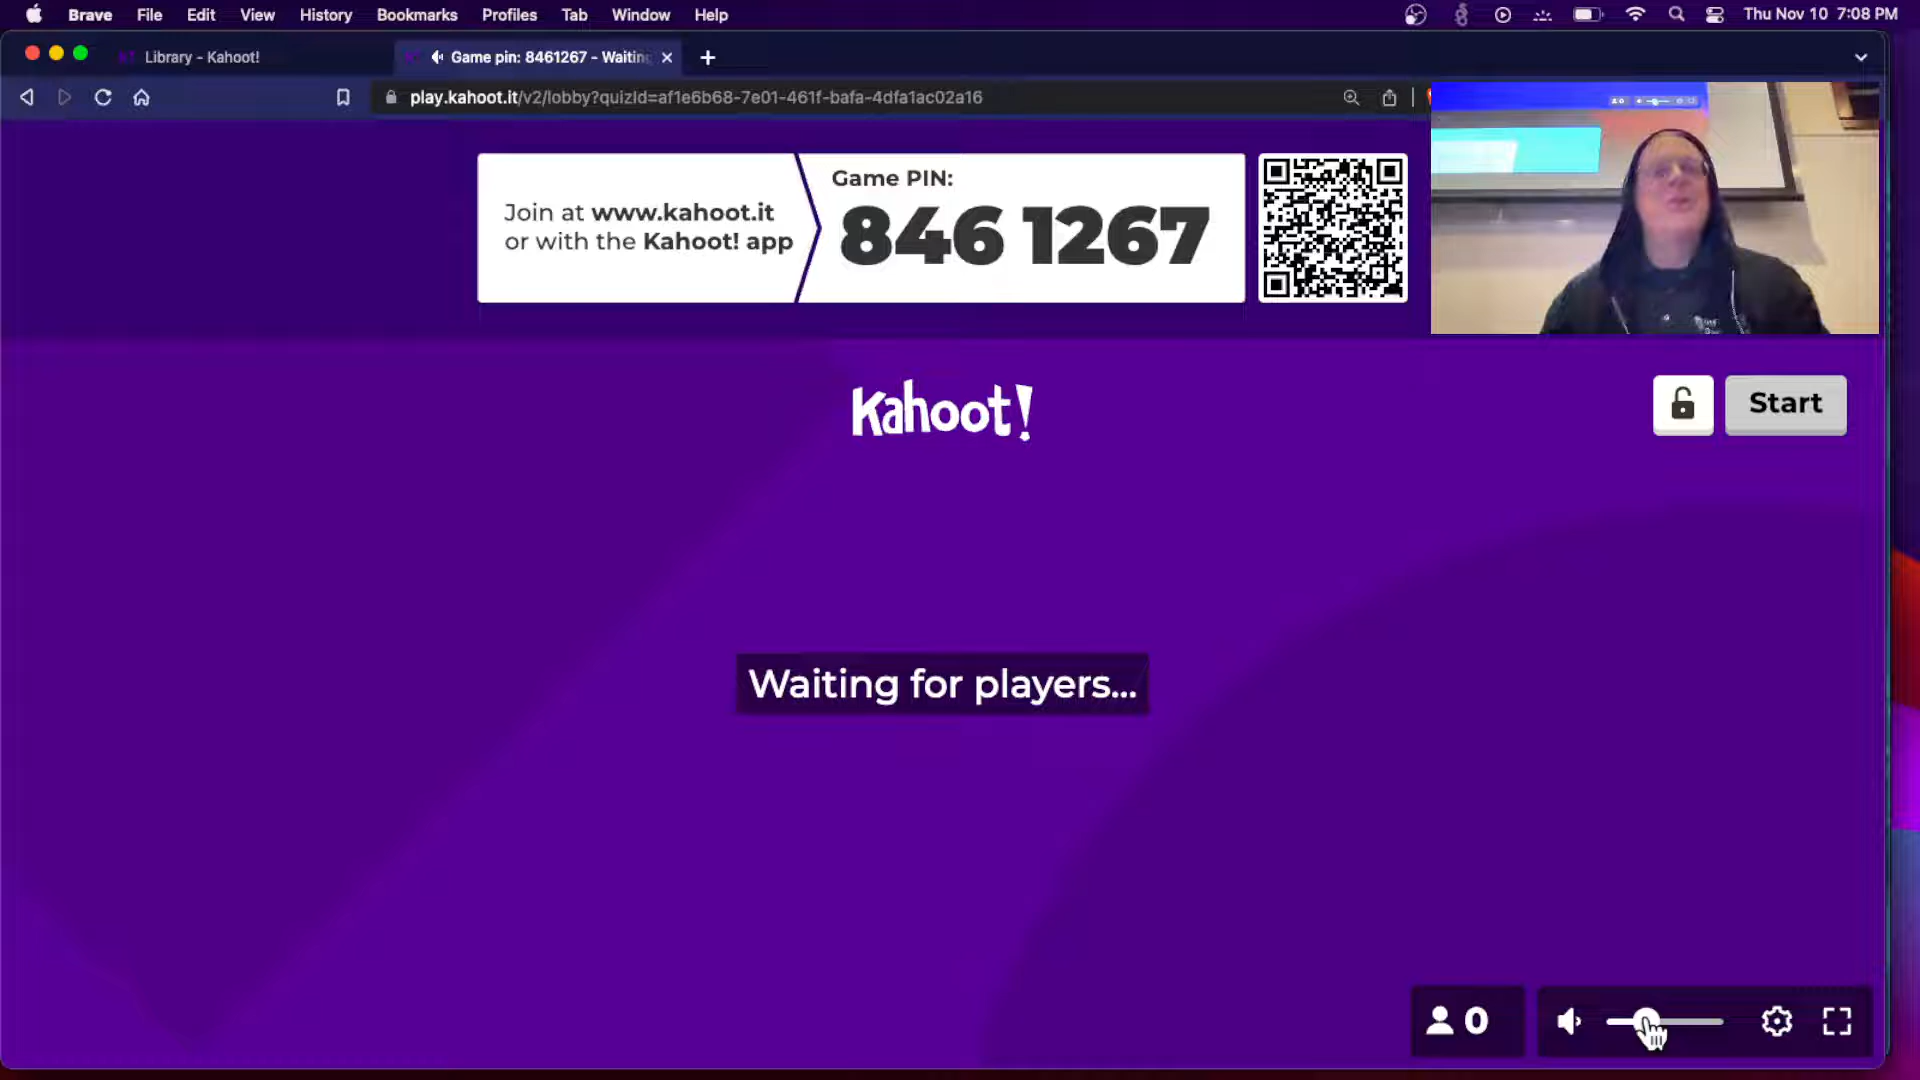 Brave File Edit View History Bookmarks Profiles Tab Window Help Thu Nov 10 7:08 PM
Library - Kahoot! Game pin: 8461267 - Waitin
play.kahoot.it/v2/lobby?quizId=af1e6b68-7e01-461f-bafa-4dfa1ac02a16
Join at www.kahoot.it
or with the Kahoot! app
Game PIN:
846 1267
Kahoot!
Start
Waiting for players...
0